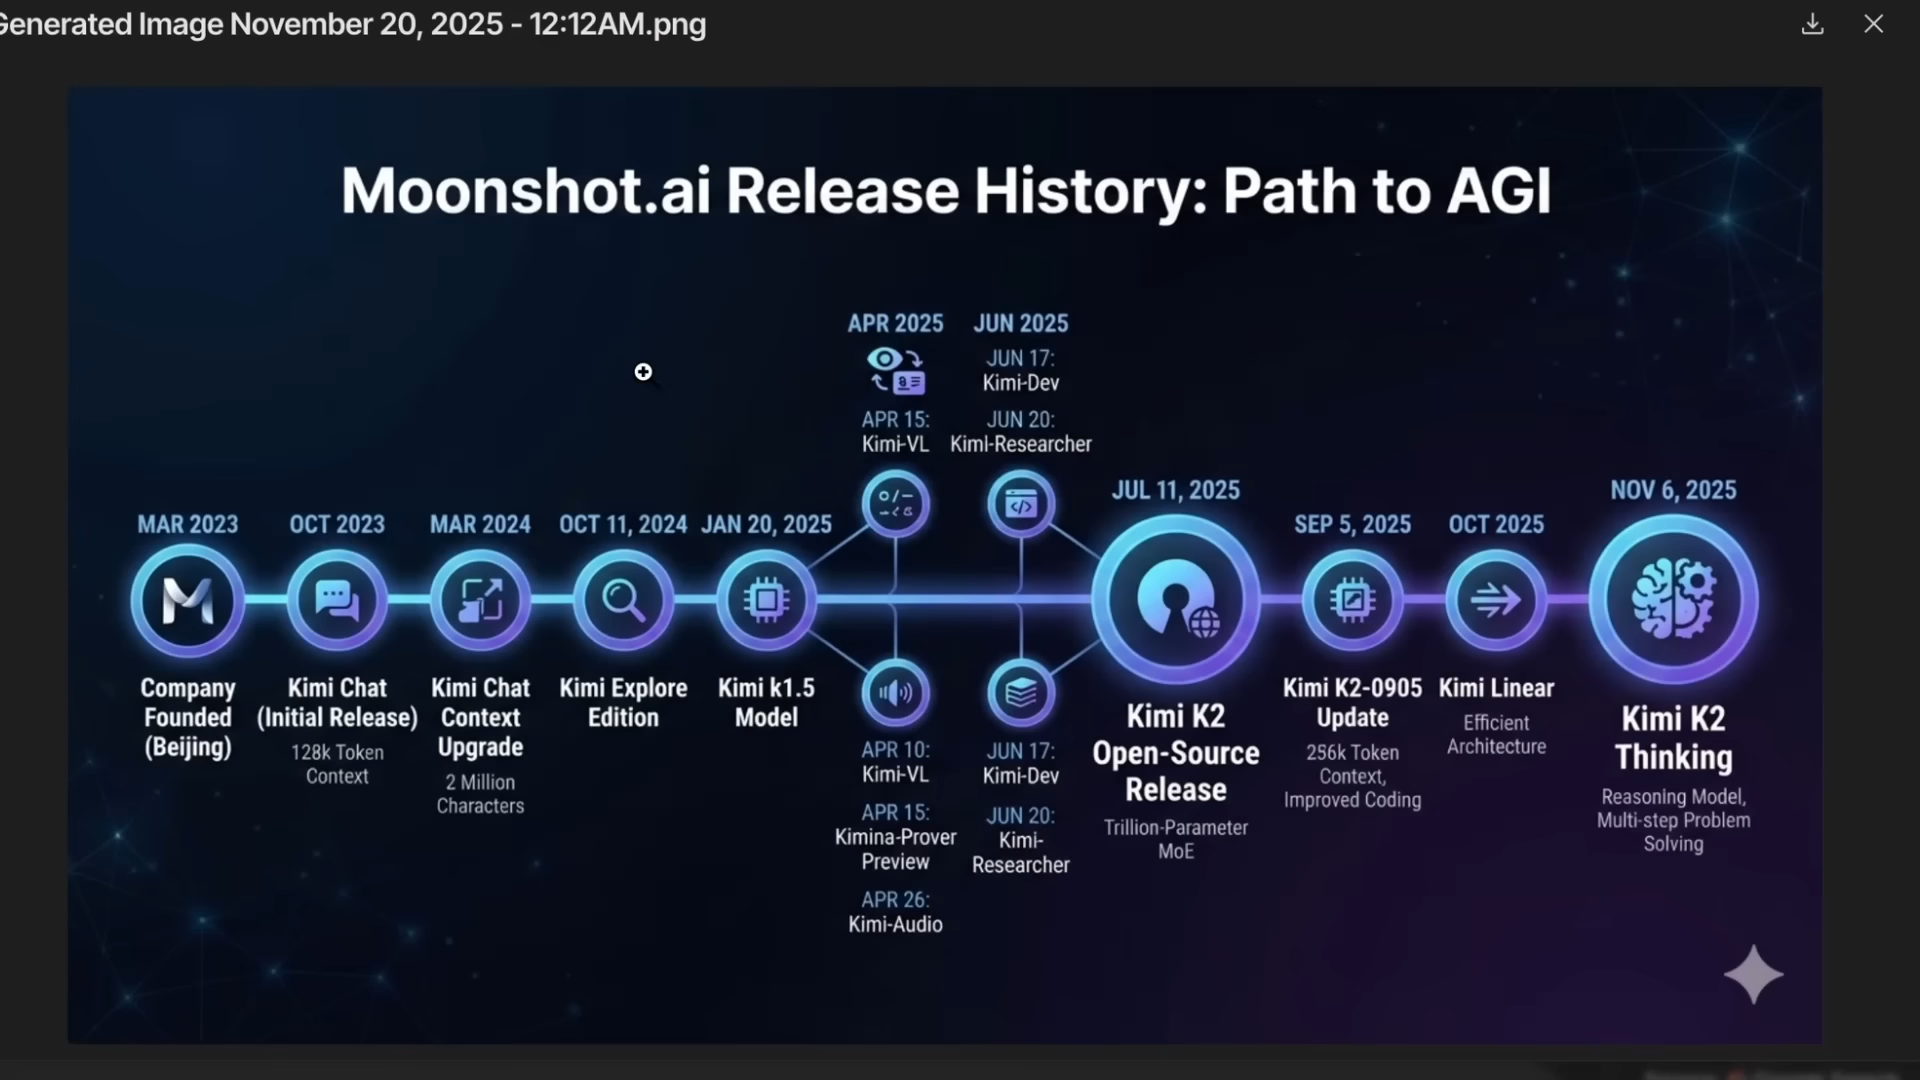 Generated Image November 20, 2025 - 12:12AM.png
Moonshot.ai Release History: Path to AGI
MAR 2023
Company
Founded
(Beijing)
OCT 2023
Kimi Chat
(Initial Release)
128k Token
Context
MAR 2024
Kimi Chat
Context
Upgrade
2 Million
Characters
OCT 11, 2024
Kimi Explore
Edition
JAN 20, 2025
Kimi k1.5
Model
APR 2025
APR 15:
Kimi-VL
APR 10:
Kimi-VL
APR 15:
Kimina-Prover
Preview
APR 26:
Kimi-Audio
JUN 2025
JUN 17:
Kimi-Dev
JUN 20:
Kiml-Researcher
JUN 17:
Kimi-Dev
JUN 20:
Kimi-
Researcher
JUL 11, 2025
Kimi K2
Open-Source
Release
Trillion-Parameter
MoE
SEP 5, 2025
Kimi K2-0905
Update
256k Token
Context,
Improved Coding
OCT 2025
Kimi Linear
Efficient
Architecture
NOV 6, 2025
Kimi K2
Thinking
Reasoning Model,
Multi-step Problem
Solving